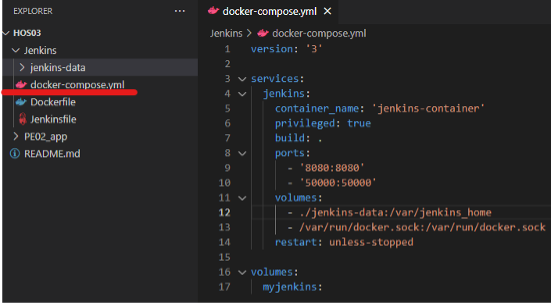 EXPLORER
HOS03
Jenkins
jenkins-data
docker-compose.yml
Dockerfile
Jenkinsfile
PE02_app
README.md
docker-compose.yml
Jenkins > docker-compose.yml
1 version: '3'
2
3 services:
4 jenkins:
5 container_name: 'jenkins-container'
6 privileged: true
7 build: .
8 ports:
9 - '8080:8080'
10 - '50000:50000'
11 volumes:
12 - ./jenkins-data:/var/jenkins_home
13 - /var/run/docker.sock:/var/run/docker.sock
14 restart: unless-stopped
15
16 volumes:
17 myjenkins: